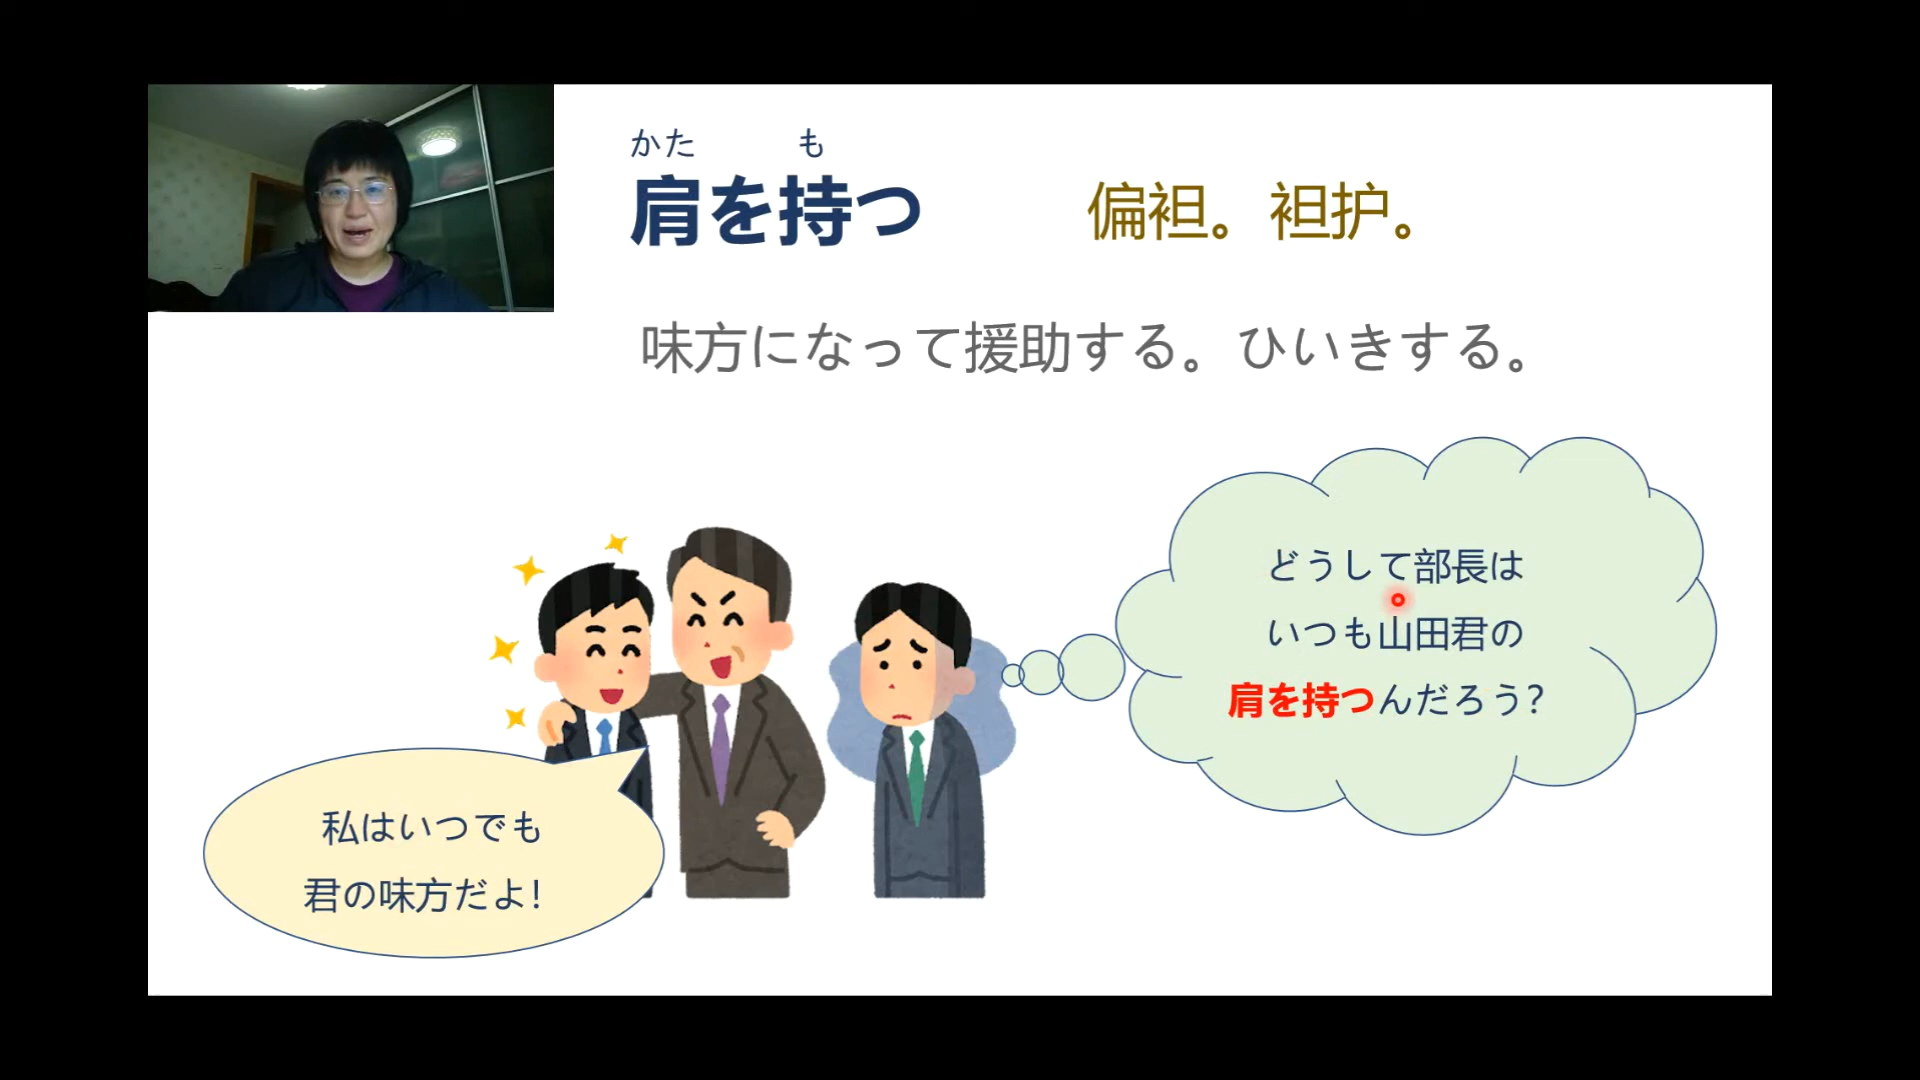 かた も
肩を持つ 偏袒。袒护。
味方になって援助する。ひいきする。
どうして部長は
いつも山田君の
肩を持つんだろう？
私はいつでも
君の味方だよ！